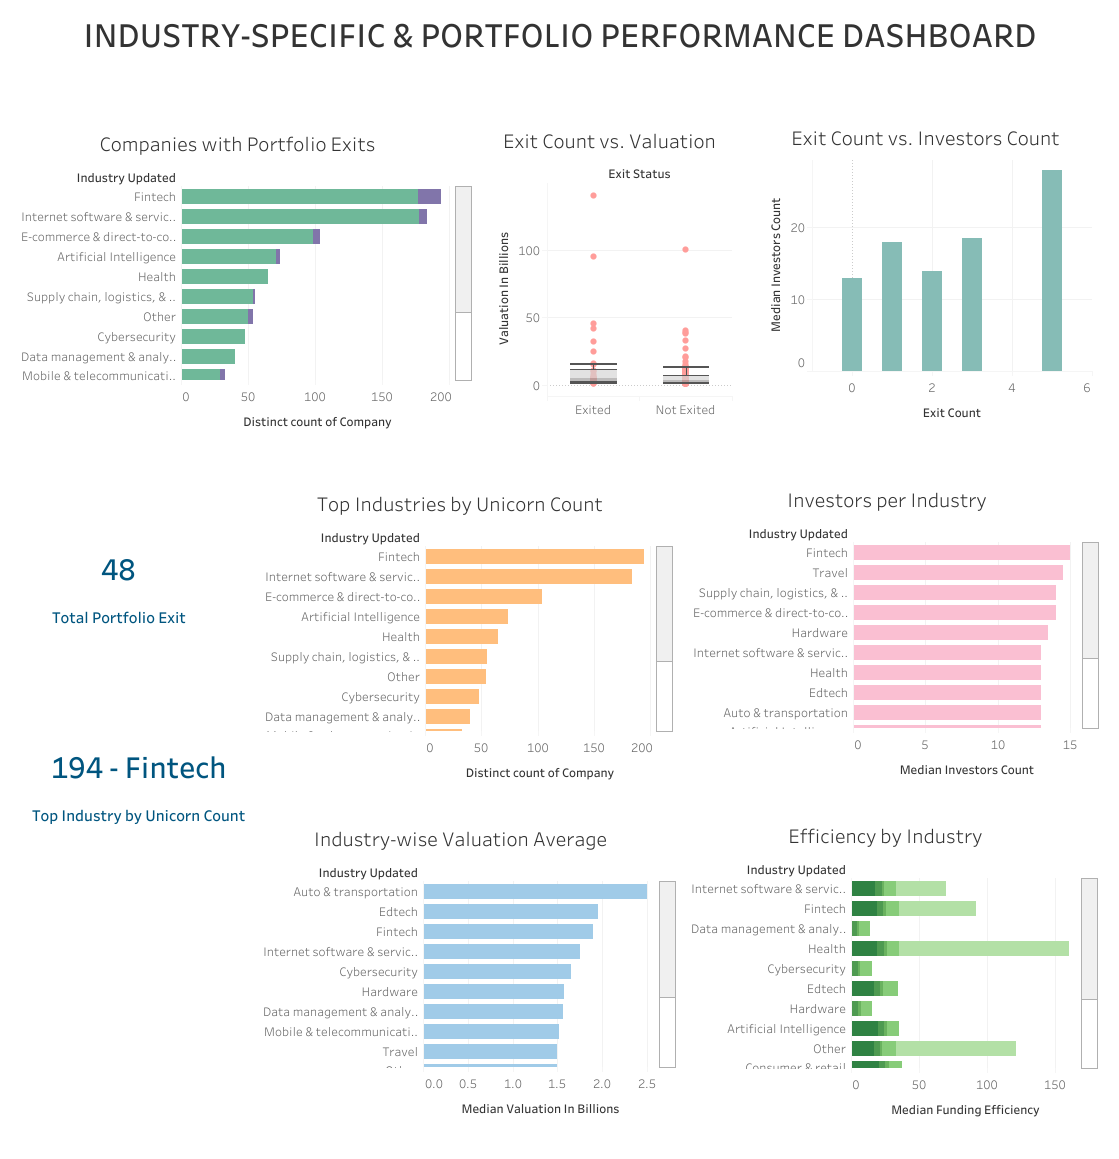 INDUSTRY-SPECIFIC & PORTFOLIO PERFORMANCE DASHBOARD
Companies with Portfolio Exits
Industry Updated
Fintech
Internet software & servic..
E-commerce & direct-to-co..
Artificial Intelligence
Health
Supply chain, logistics, & ..
Other
Cybersecurity
Data management & analy..
Mobile & telecommunicati..
0 50 100 150 200
Distinct count of Company
Exit Count vs. Valuation
Exit Status
Valuation In Billions
100
50
0
Exited Not Exited
Exit Count vs. Investors Count
Median Investors Count
20
10
0
0 2 4 6
Exit Count
48
Total Portfolio Exit
194 - Fintech
Top Industry by Unicorn Count
Top Industries by Unicorn Count
Industry Updated
Fintech
Internet software & servic..
E-commerce & direct-to-co..
Artificial Intelligence
Health
Supply chain, logistics, & ..
Other
Cybersecurity
Data management & analy..
0 50 100 150 200
Distinct count of Company
Investors per Industry
Industry Updated
Fintech
Travel
Supply chain, logistics, & ..
E-commerce & direct-to-co..
Hardware
Internet software & servic..
Health
Edtech
Auto & transportation
0 5 10 15
Median Investors Count
Industry-wise Valuation Average
Industry Updated
Auto & transportation
Edtech
Fintech
Internet software & servic..
Cybersecurity
Hardware
Data management & analy..
Mobile & telecommunicati..
Travel
0.0 0.5 1.0 1.5 2.0 2.5
Median Valuation In Billions
Efficiency by Industry
Industry Updated
Internet software & servic..
Fintech
Data management & analy..
Health
Cybersecurity
Edtech
Hardware
Artificial Intelligence
Other
Consumer & retail
0 50 100 150
Median Funding Efficiency